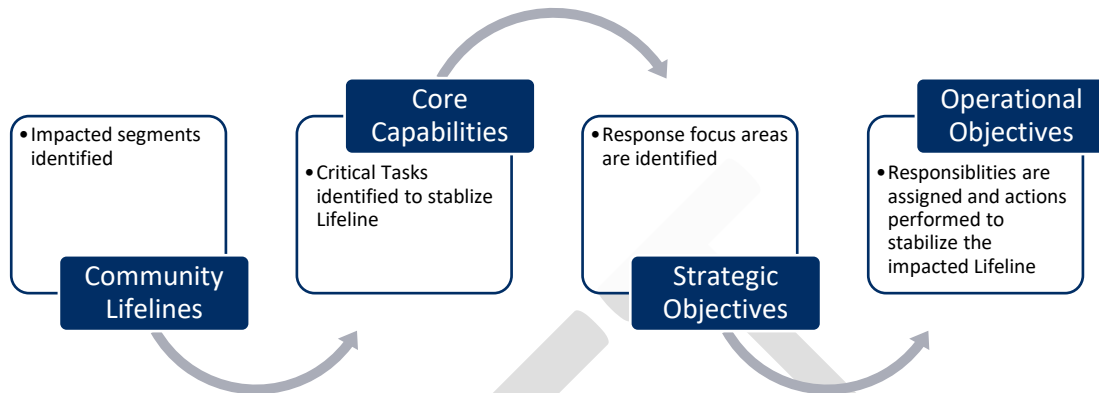 • Impacted segments
identified
Community
Lifelines
Core
Capabilities
• Critical Tasks
identified to stablize
Lifeline
• Response focus areas
are identified
Strategic
Objectives
Operational
Objectives
• Responsiblities are
assigned and actions
performed to
stabilize the
impacted Lifeline